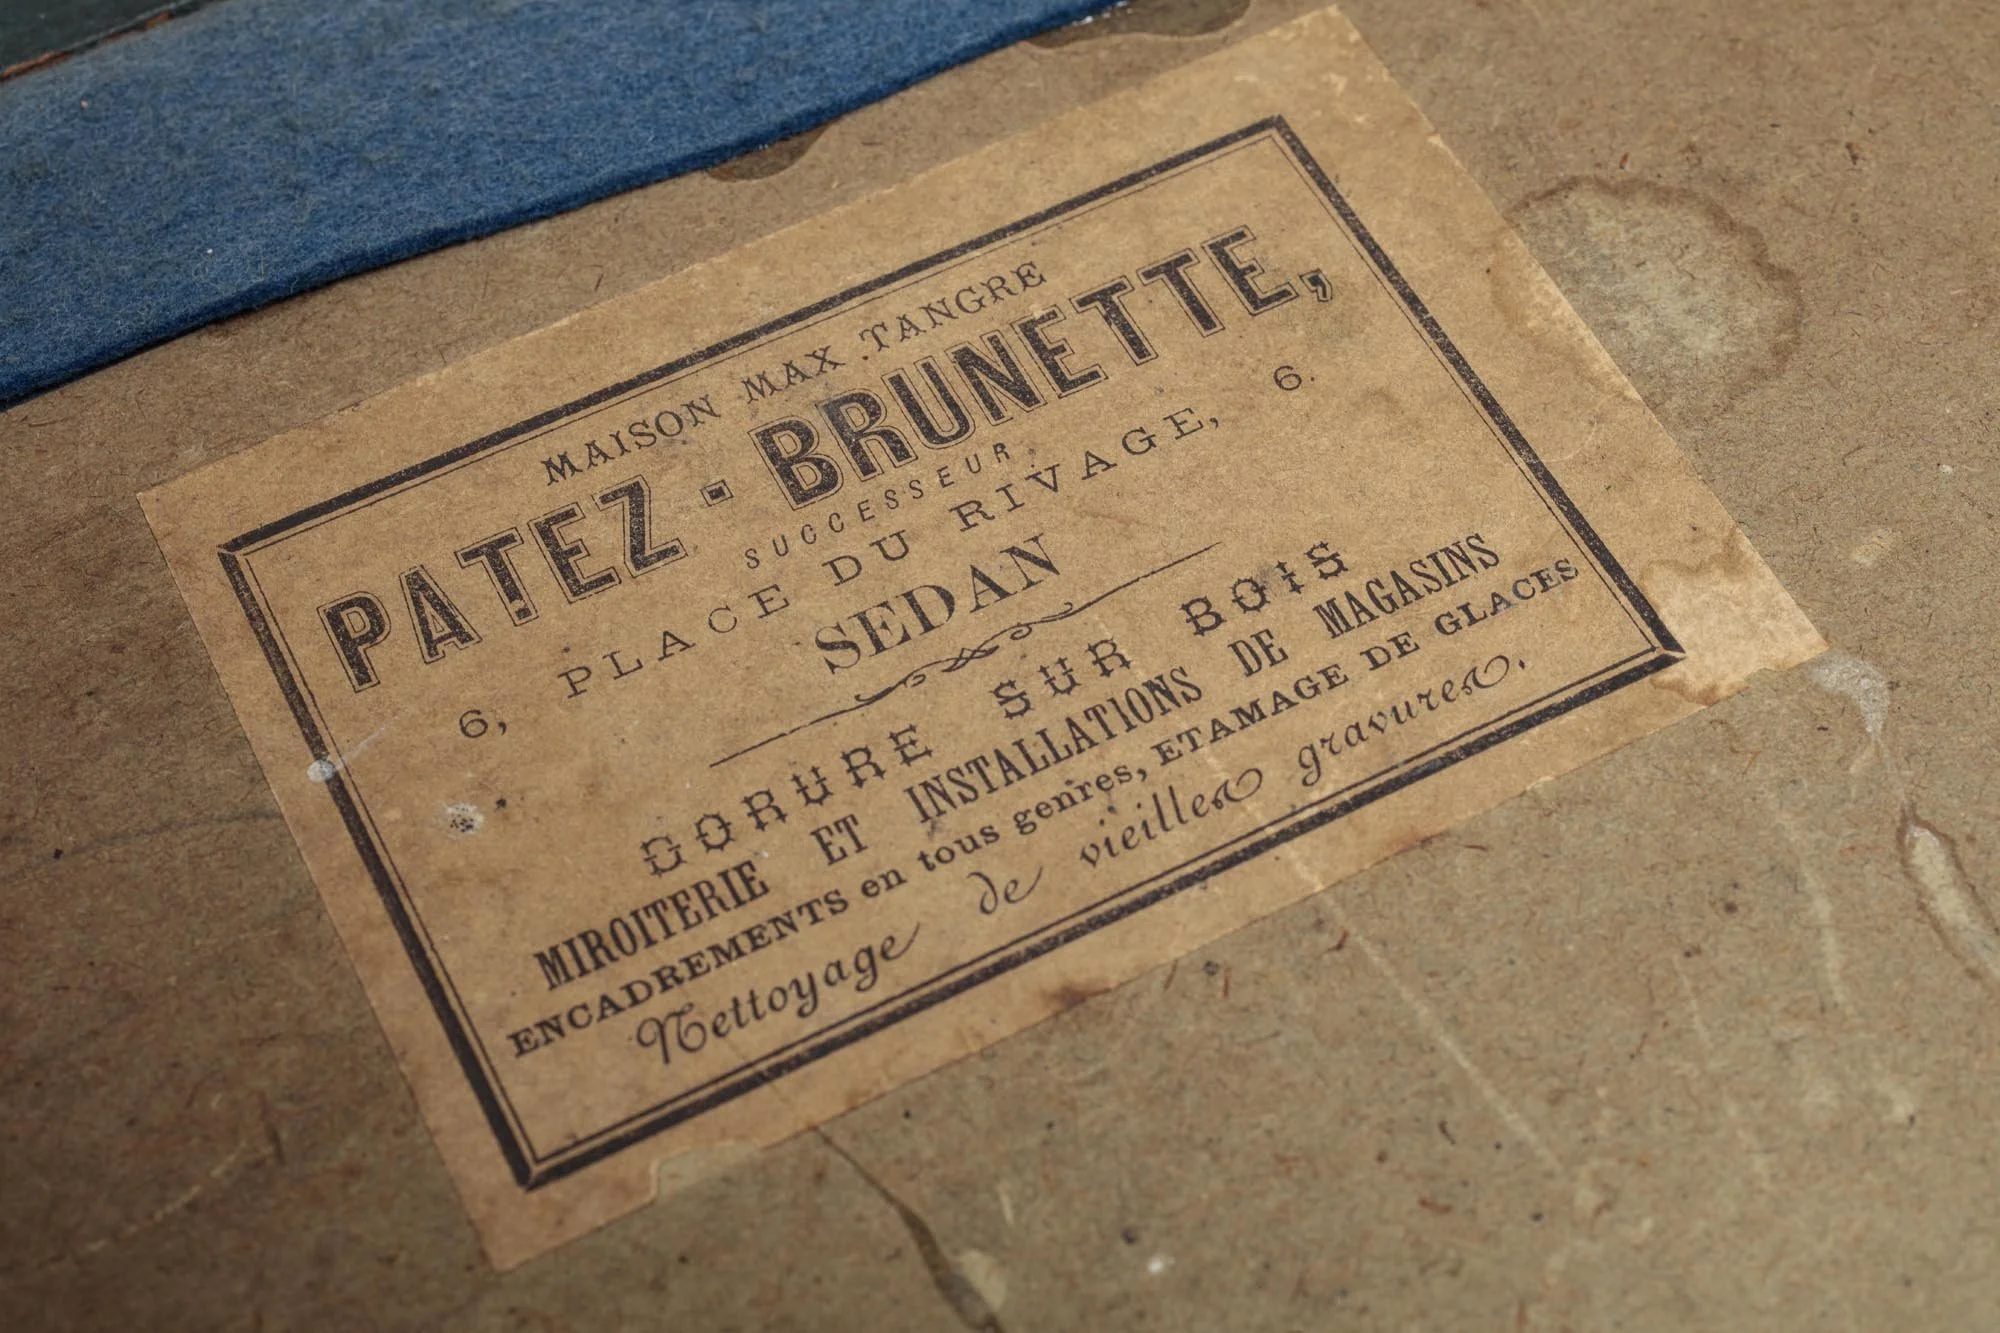 MAISON MAX TANGRE
PATEZ - BRUNETTE,
SUCCESSEUR.
6, PLACE DU RIVAGE, 6.
SEDAN
DORURE SUR BOIS
MIROITERIE ET INSTALLATIONS DE MAGASINS
ENCADREMENTS en tous genres, ETAMAGE DE GLACES
Nettoyage de vieilles gravures.